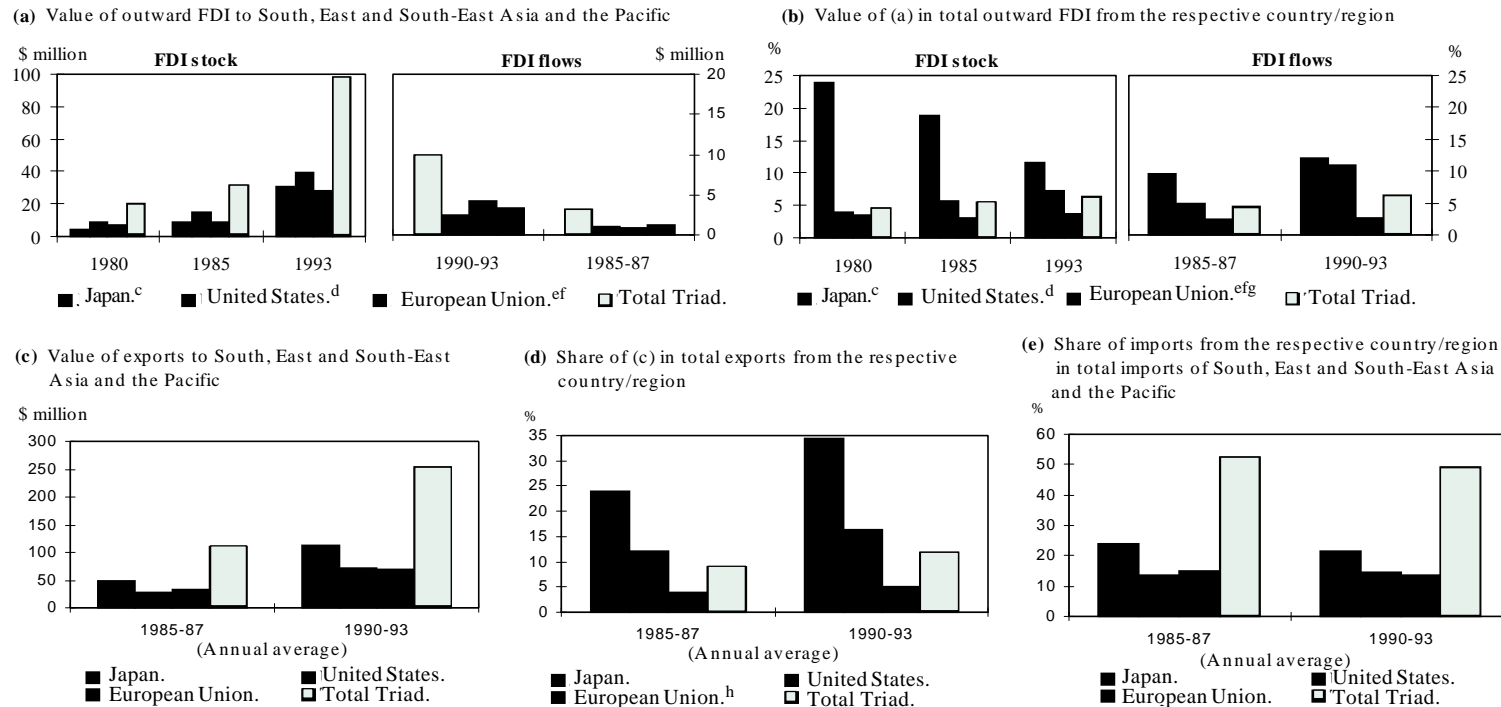 (a) Value of outward FDI to South, East and South-East Asia and the Pacific
$ million
FDI stock
FDI flows
$ million
100
80
60
40
20
0
20
15
10
5
0
1980
1985
1993
1990-93
1985-87
Japan.c
United States.d
European Union.ef
Total Triad.
(b) Value of (a) in total outward FDI from the respective country/region
%
FDI stock
FDI flows
%
25
20
15
10
5
0
25
20
15
10
5
0
1980
1985
1993
1985-87
1990-93
Japan.c
United States.d
European Union.efg
Total Triad.
(c) Value of exports to South, East and South-East
Asia and the Pacific
$ million
300
250
200
150
100
50
0
1985-87
1990-93
(Annual average)
Japan.
United States.
European Union.
Total Triad.
(d) Share of (c) in total exports from the respective
country/region
%
35
30
25
20
15
10
5
0
1985-87
1990-93
(Annual average)
Japan.
United States.
European Union.h
Total Triad.
(e) Share of imports from the respective country/region
in total imports of South, East and South-East Asia
and the Pacific
%
60
50
40
30
20
10
0
1985-87
1990-93
(Annual average)
Japan.
United States.
European Union.
Total Triad.